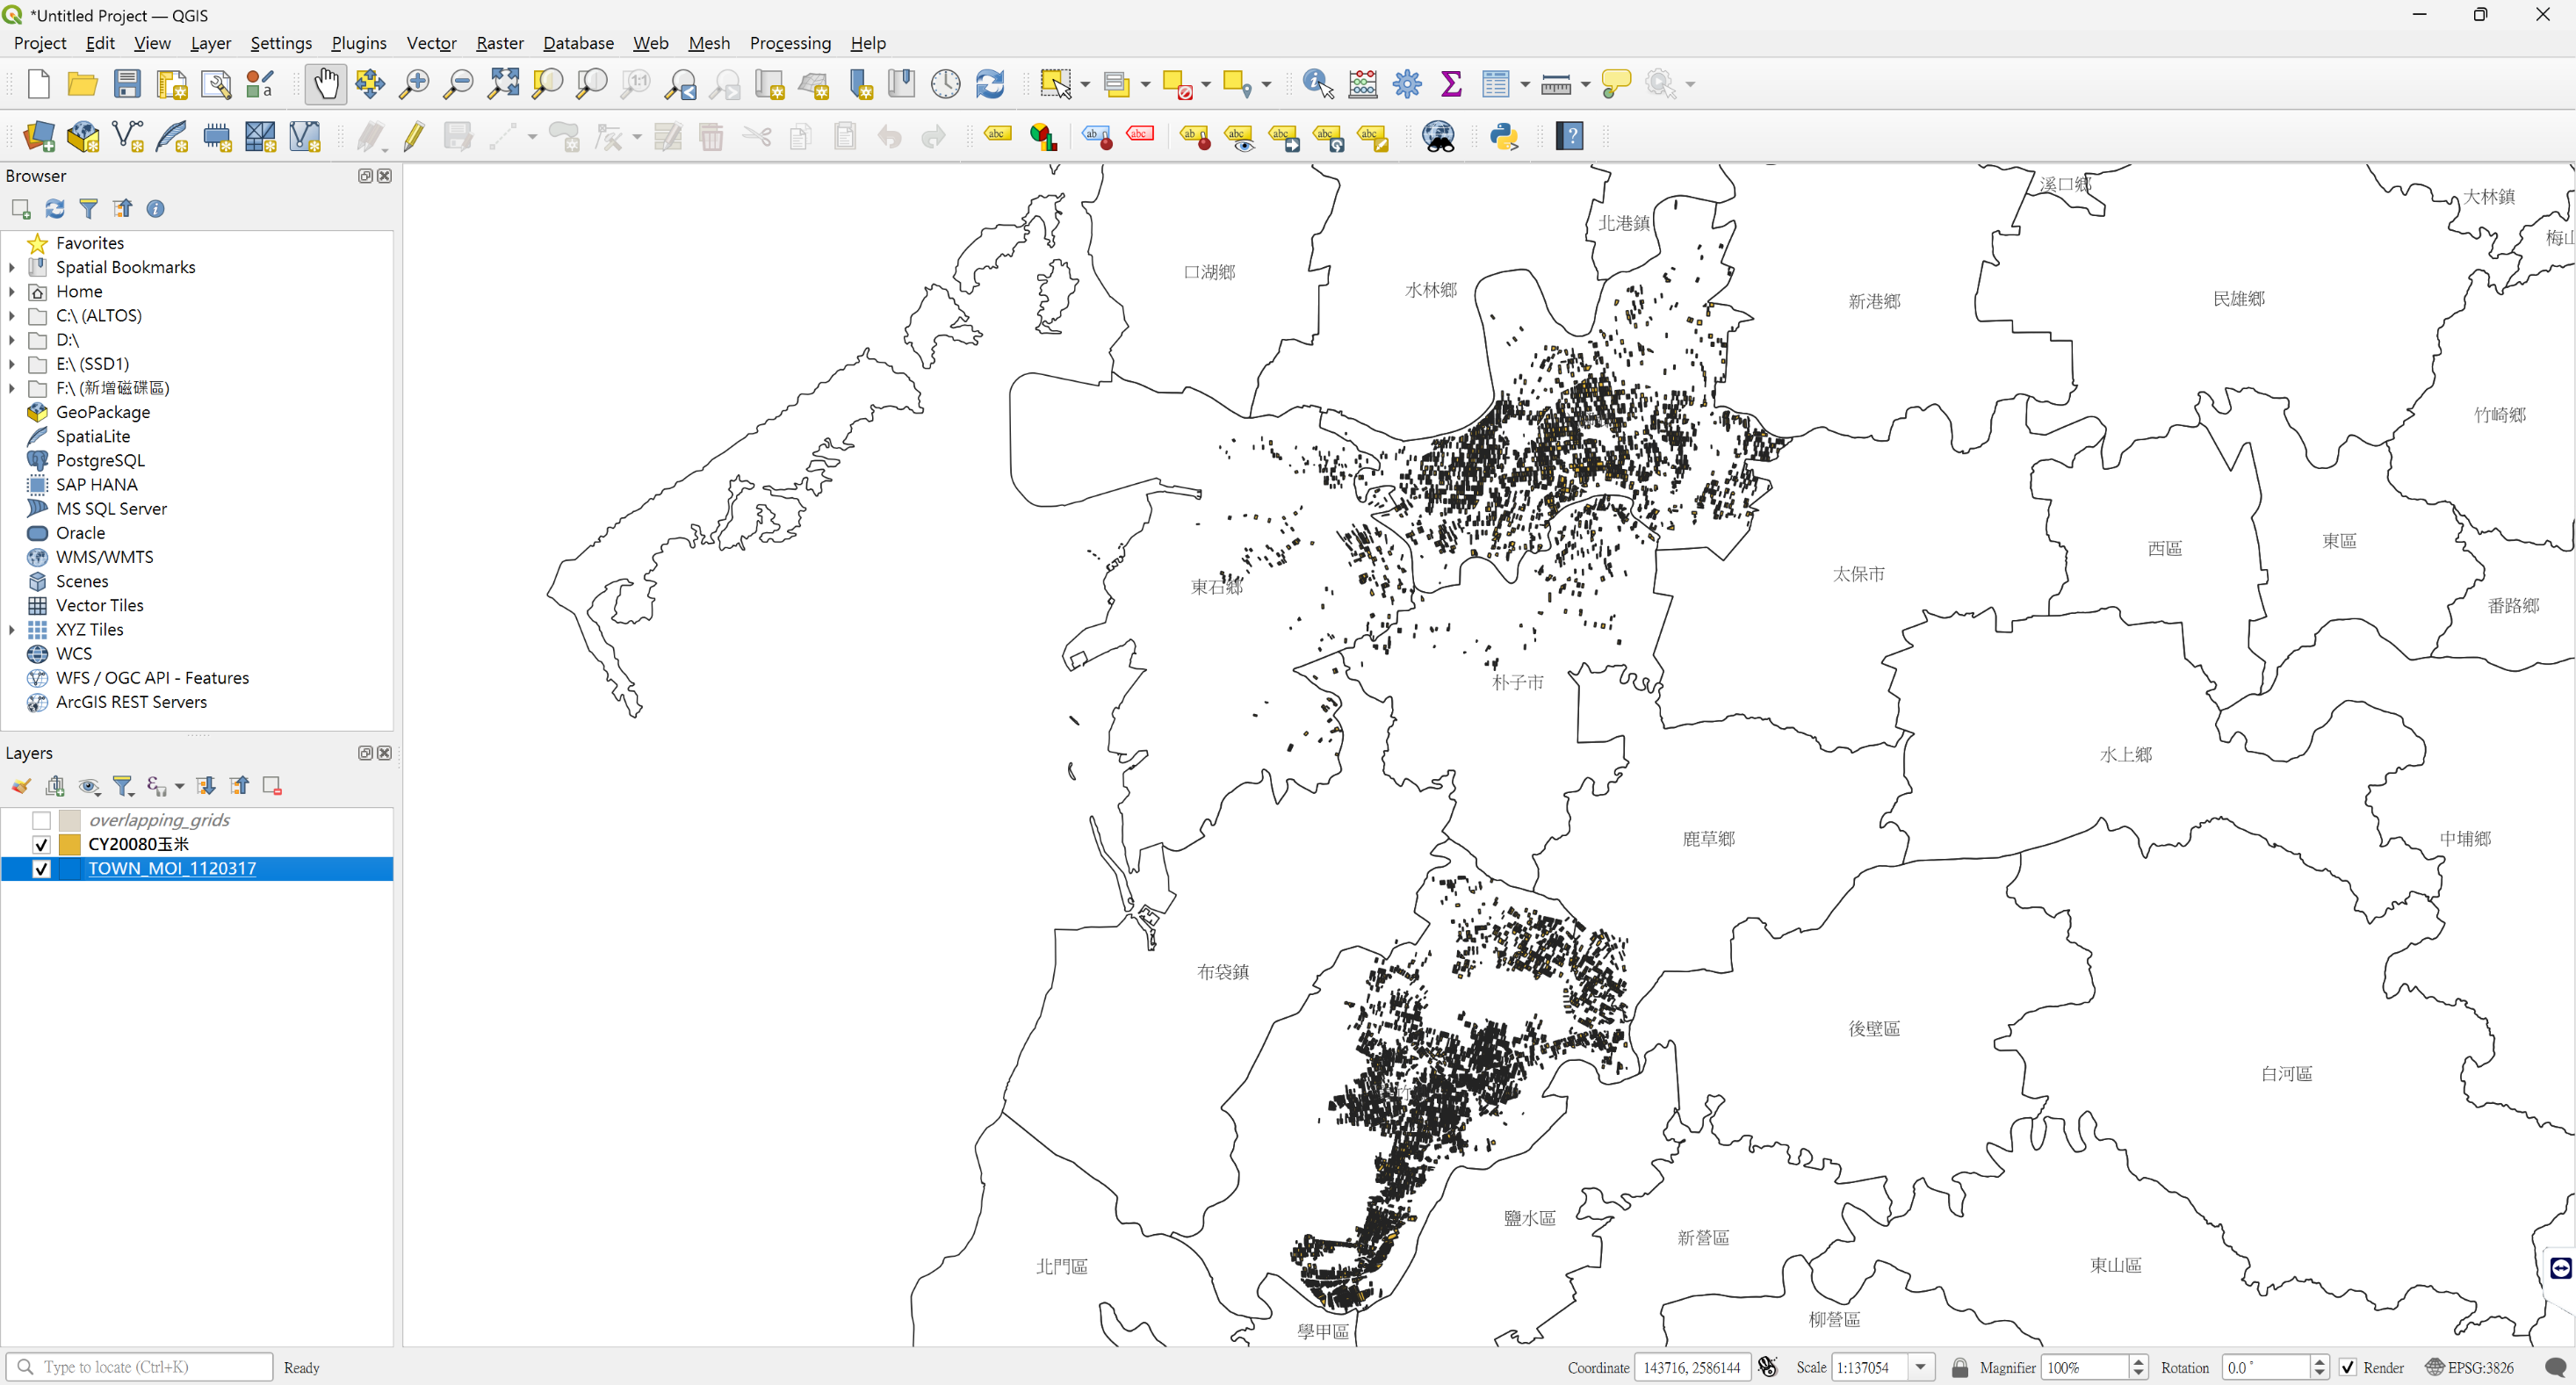 *Untitled Project — QGIS
Project Edit View Layer Settings Plugins Vector Raster Database Web Mesh Processing Help
Browser
Favorites
Spatial Bookmarks
Home
C:\ (ALTOS)
D:\
E:\ (SSD1)
F:\ (新增磁碟區)
GeoPackage
SpatiaLite
PostgreSQL
SAP HANA
MS SQL Server
Oracle
WMS/WMTS
Scenes
Vector Tiles
XYZ Tiles
WCS
WFS / OGC API - Features
ArcGIS REST Servers
Layers
overlapping_grids
CY20080玉米
TOWN_MOI_1120317
溪口鄉
大林鎮
北港鎮
梅山
口湖鄉
水林鄉
新港鄉
民雄鄉
竹崎鄉
東區
西區
太保市
東石鄉
番路鄉
朴子市
水上鄉
鹿草鄉
中埔鄉
布袋鎮
後壁區
白河區
鹽水區
新營區
東山區
北門區
柳營區
學甲區
Type to locate (Ctrl+K) Ready Coordinate 143716, 2586144 Scale 1:137054 Magnifier 100% Rotation 0.0 ° Render EPSG:3826